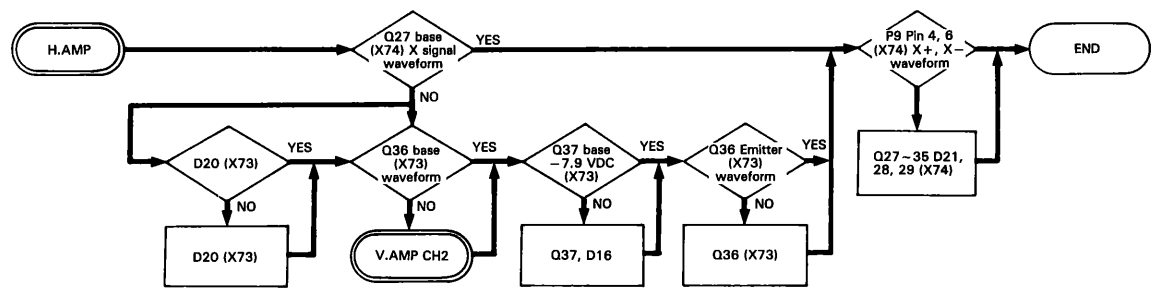 H.AMP
Q27 base
(X74) X signal
waveform
YES
NO
P9 Pin 4, 6
(X74) X+, X−
waveform
END
D20 (X73)
YES
NO
Q36 base
(X73)
waveform
YES
NO
Q37 base
−7.9 VDC
(X73)
YES
NO
Q36 Emitter
(X73)
waveform
YES
NO
Q27~35 D21,
28, 29 (X74)
D20 (X73)
V.AMP CH2
Q37, D16
Q36 (X73)